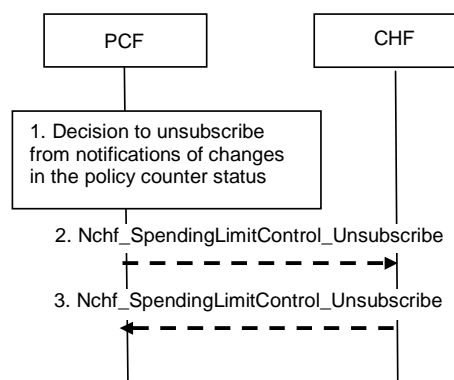 PCF
CHF
1. Decision to unsubscribe
from notifications of changes
in the policy counter status
2. Nchf_SpendingLimitControl_Unsubscribe
3. Nchf_SpendingLimitControl_Unsubscribe